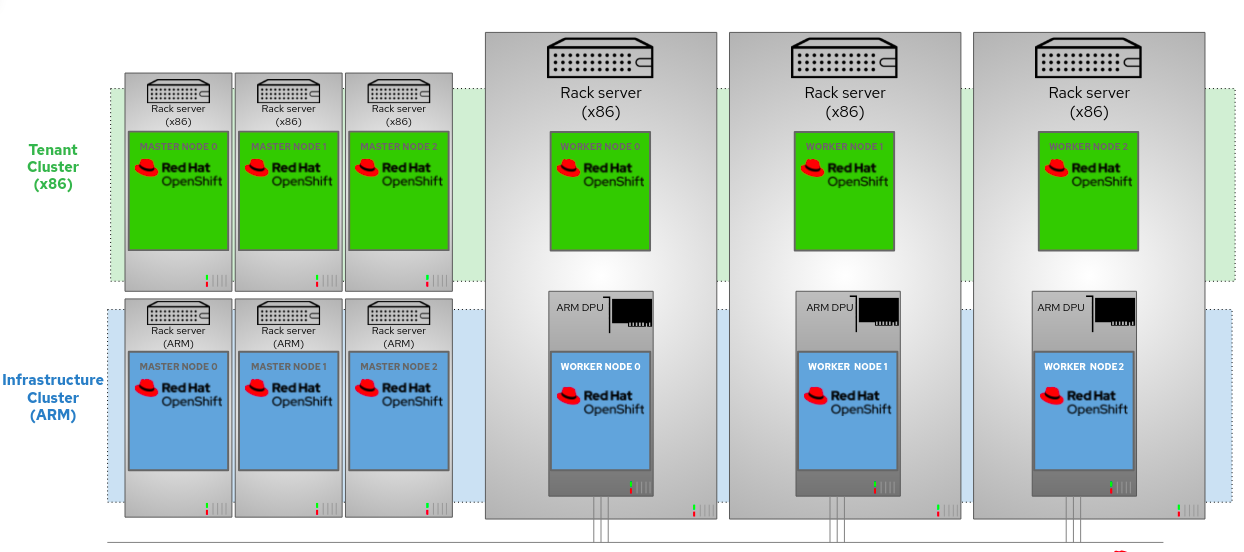 Tenant
Cluster
(x86)
Rack server
(x86)
MASTER NODE 0
Red Hat
OpenShift
Rack server
(x86)
MASTER NODE 1
Red Hat
OpenShift
Rack server
(x86)
MASTER NODE 2
Red Hat
OpenShift
Rack server
(x86)
WORKER NODE 0
Red Hat
OpenShift
Rack server
(x86)
WORKER NODE 1
Red Hat
OpenShift
Rack server
(x86)
WORKER NODE 2
Red Hat
OpenShift
Infrastructure
Cluster
(ARM)
Rack server
(ARM)
MASTER NODE 0
Red Hat
OpenShift
Rack server
(ARM)
MASTER NODE 1
Red Hat
OpenShift
Rack server
(ARM)
MASTER NODE 2
Red Hat
OpenShift
ARM DPU
WORKER NODE 0
Red Hat
OpenShift
ARM DPU
WORKER NODE 1
Red Hat
OpenShift
ARM DPU
WORKER NODE 2
Red Hat
OpenShift